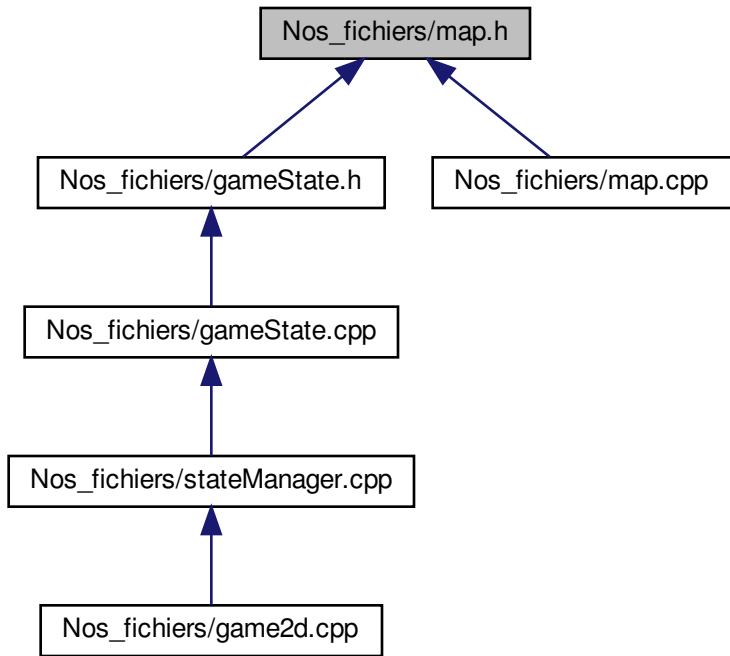 Nos_fichiers/map.h
Nos_fichiers/gameState.h
Nos_fichiers/map.cpp
Nos_fichiers/gameState.cpp
Nos_fichiers/stateManager.cpp
Nos_fichiers/game2d.cpp